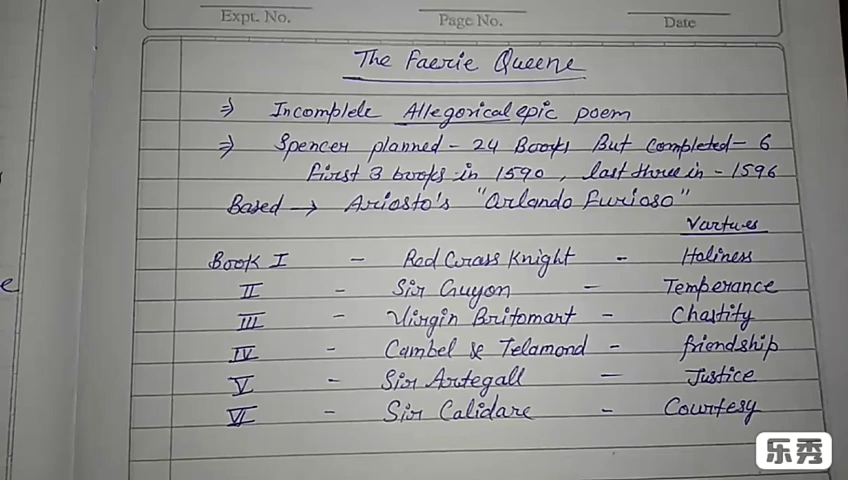 Expt. No. Page No. Date
The Faerie Queene
⇒ Incomplete Allegorical epic poem
⇒ Spencer planned - 24 Books But completed - 6
first 3 books in 1590, last three in - 1596
Based → Ariosto's "Orlando Furioso"
Vartues
Book I - Red Crass Knight - Holiness
II - Sir Guyon - Temperance
III - Virgin Britomart - Chastity
IV - Cambel & Telamond - friendship
V - Sir Artegall - Justice
VI - Sir Calidare - Courtesy
e
乐秀